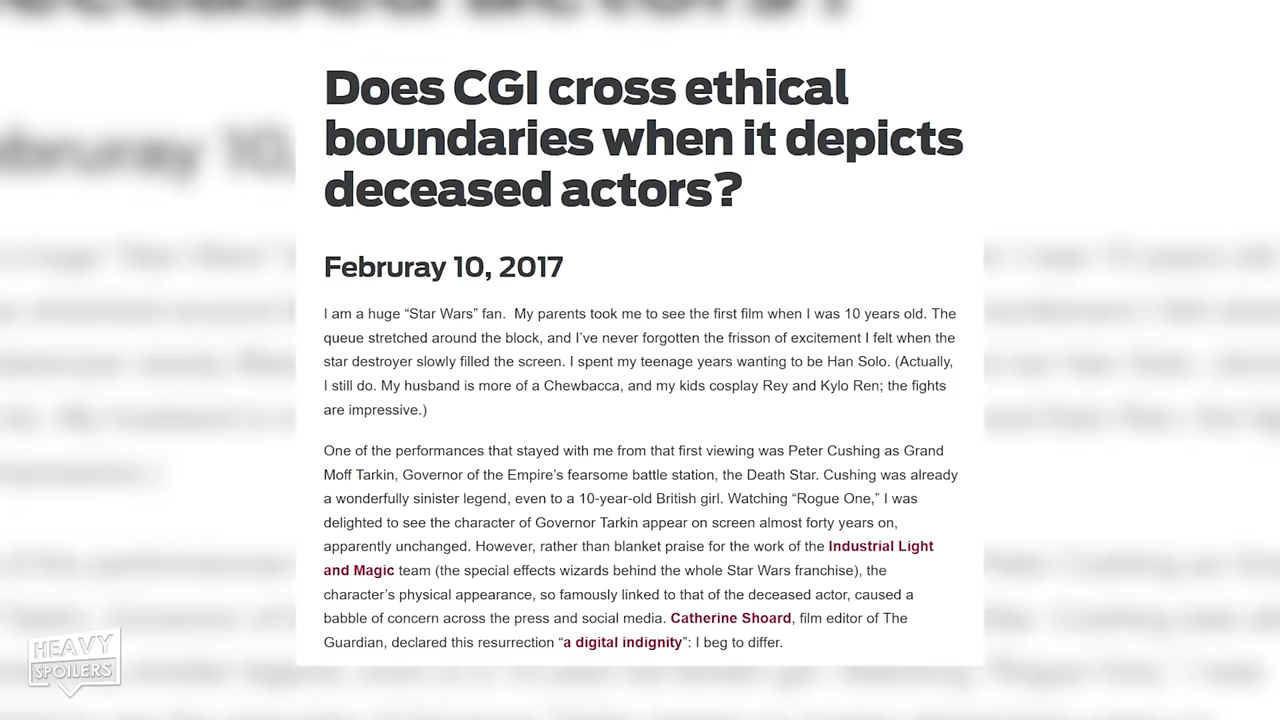 Does CGI cross ethical
boundaries when it depicts
deceased actors?
Februray 10, 2017
I am a huge “Star Wars” fan.  My parents took me to see the first film when I was 10 years old. The
queue stretched around the block, and I’ve never forgotten the frisson of excitement I felt when the
star destroyer slowly filled the screen. I spent my teenage years wanting to be Han Solo. (Actually,
I still do. My husband is more of a Chewbacca, and my kids cosplay Rey and Kylo Ren; the fights
are impressive.)
One of the performances that stayed with me from that first viewing was Peter Cushing as Grand
Moff Tarkin, Governor of the Empire’s fearsome battle station, the Death Star. Cushing was already
a wonderfully sinister legend, even to a 10-year-old British girl. Watching “Rogue One,” I was
delighted to see the character of Governor Tarkin appear on screen almost forty years on,
apparently unchanged. However, rather than blanket praise for the work of the Industrial Light
and Magic team (the special effects wizards behind the whole Star Wars franchise), the
character’s physical appearance, so famously linked to that of the deceased actor, caused a
babble of concern across the press and social media. Catherine Shoard, film editor of The
Guardian, declared this resurrection “a digital indignity”: I beg to differ.
HEAVY
SPOILERS